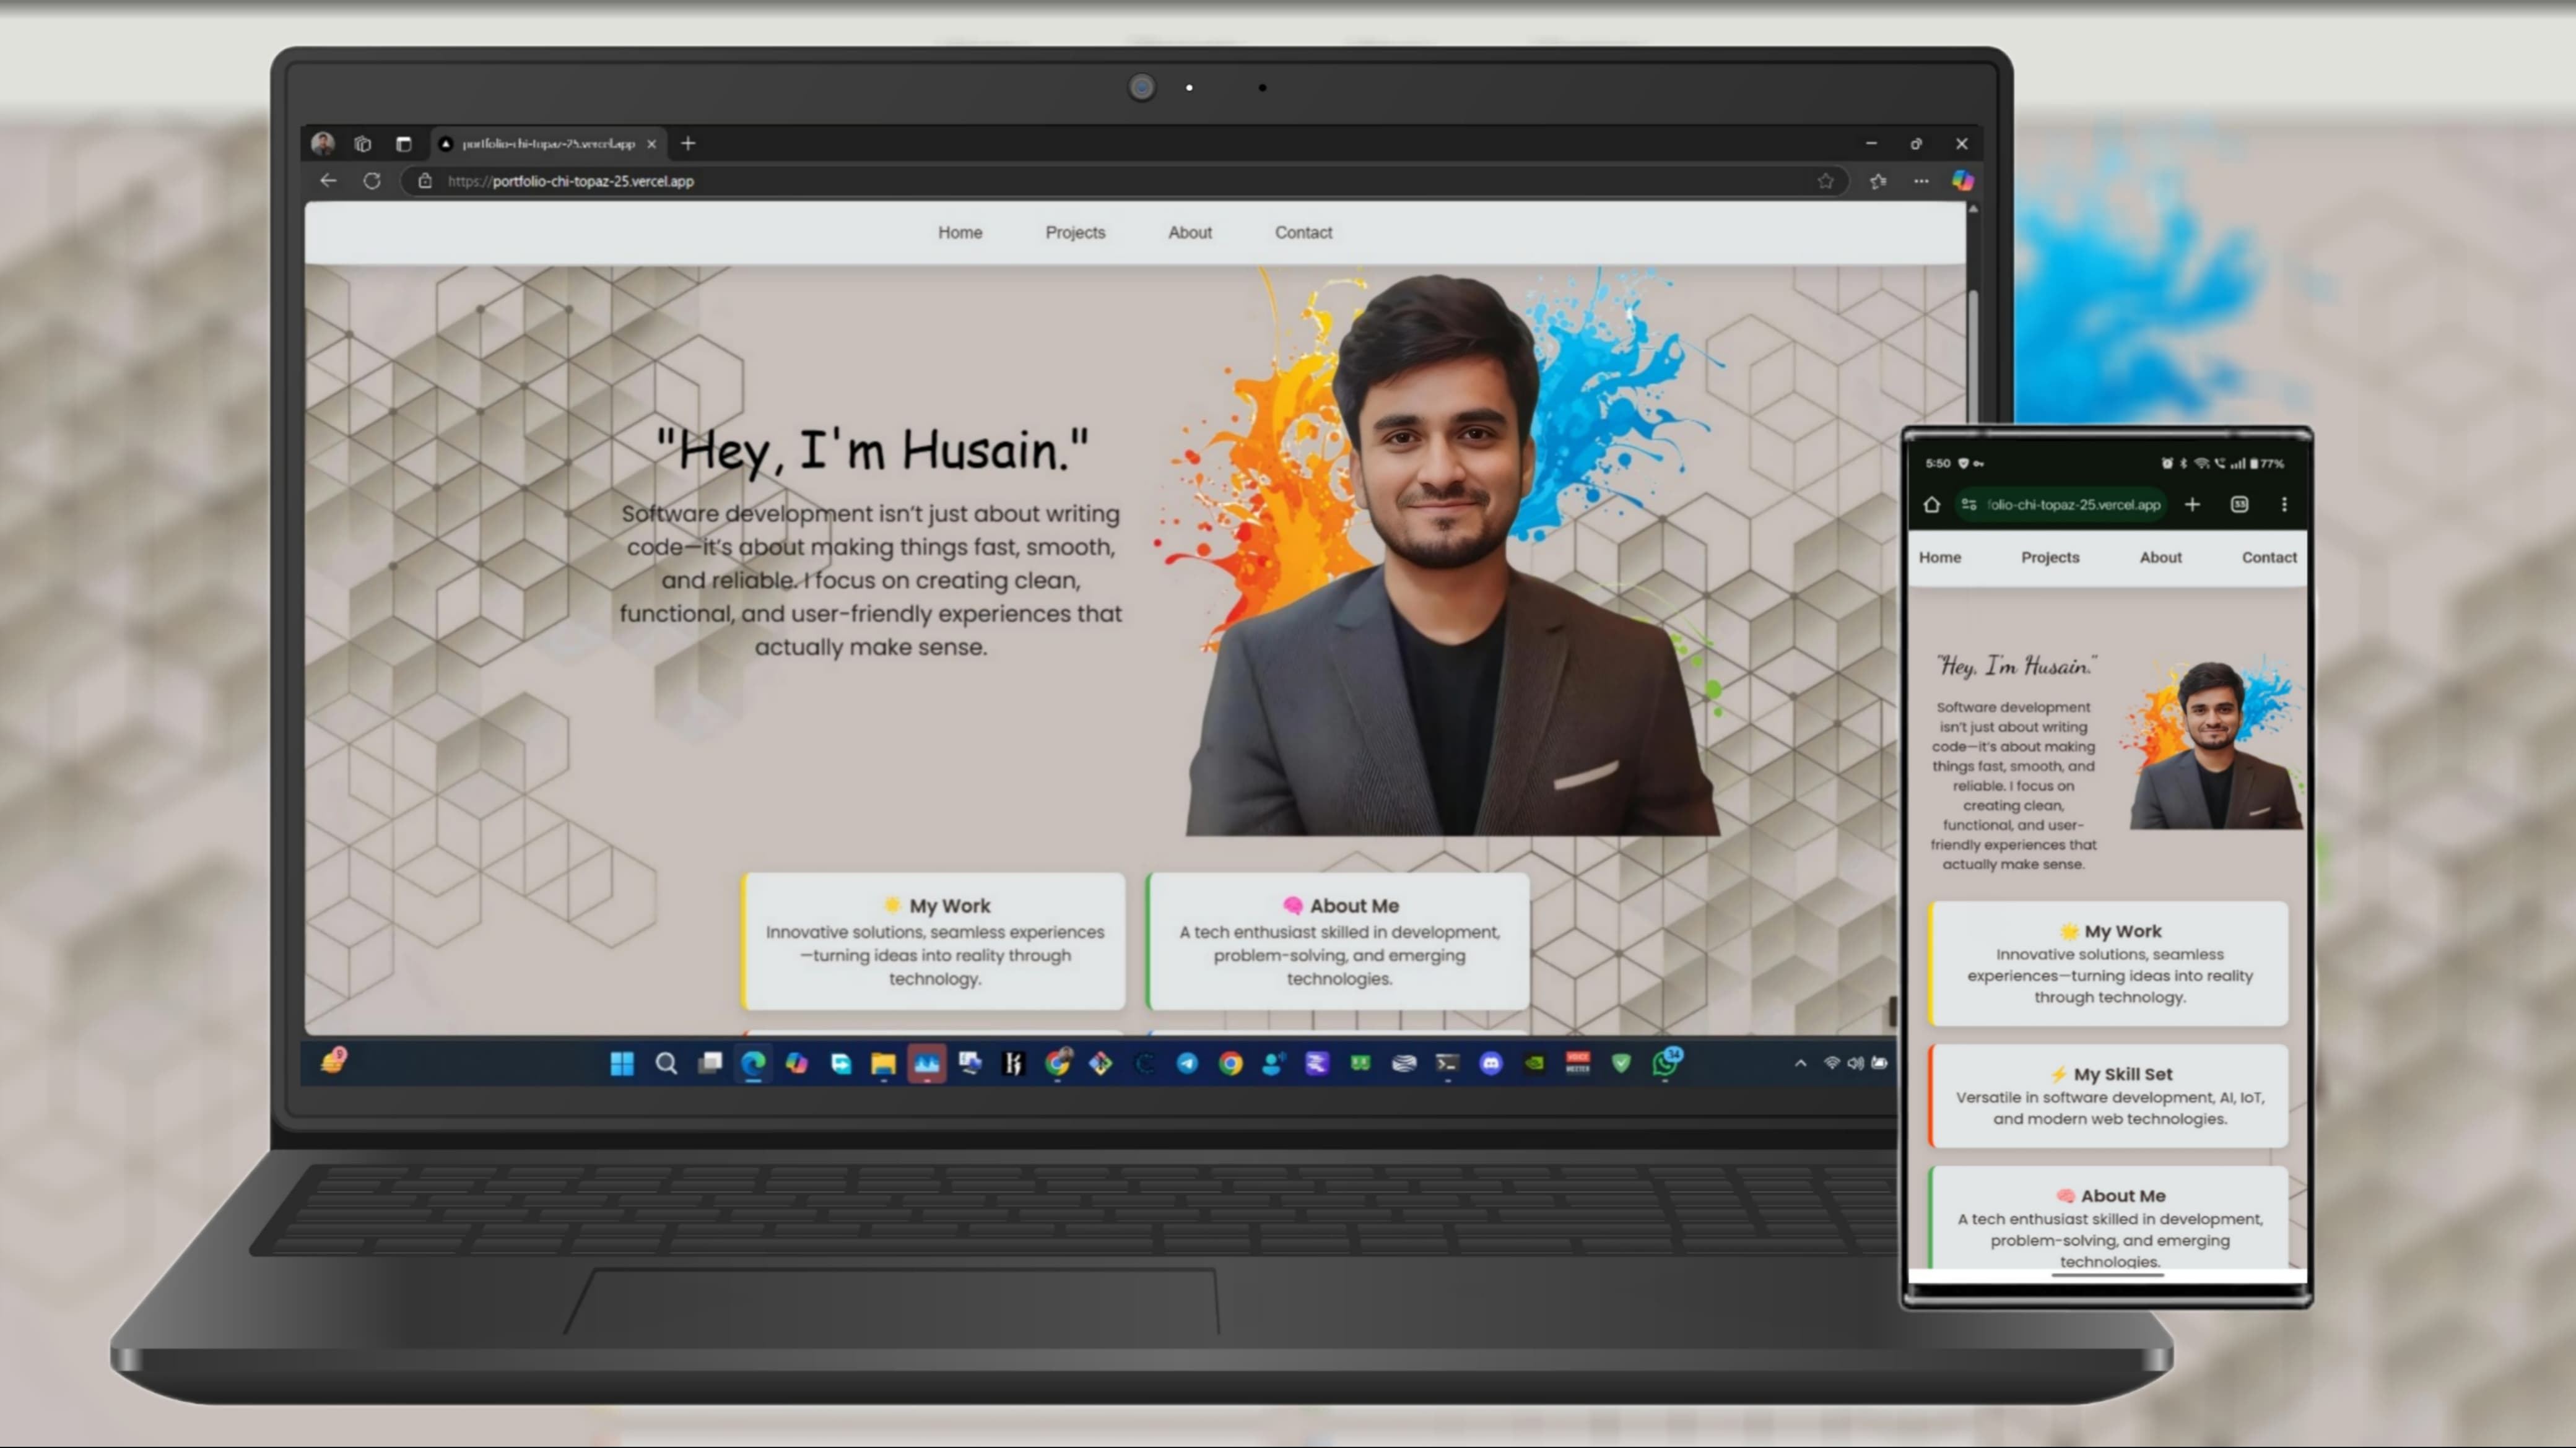 portfolio-chi-topaz-25.vercel.app
https://portfolio-chi-topaz-25.vercel.app
Home Projects About Contact
"Hey, I'm Husain."
Software development isn't just about writing
code—it's about making things fast, smooth,
and reliable. I focus on creating clean,
functional, and user-friendly experiences that
actually make sense.
🌟 My Work
Innovative solutions, seamless experiences
—turning ideas into reality through
technology.
🧠 About Me
A tech enthusiast skilled in development,
problem-solving, and emerging
technologies.
9
34
5:50 77%
folio-chi-topaz-25.vercel.app 53
Home Projects About Contact
"Hey, I'm Husain."
Software development
isn't just about writing
code—it's about making
things fast, smooth, and
reliable. I focus on
creating clean,
functional, and user-
friendly experiences that
actually make sense.
🌟 My Work
Innovative solutions, seamless
experiences—turning ideas into reality
through technology.
⚡ My Skill Set
Versatile in software development, AI, IoT,
and modern web technologies.
🧠 About Me
A tech enthusiast skilled in development,
problem-solving, and emerging
technologies.